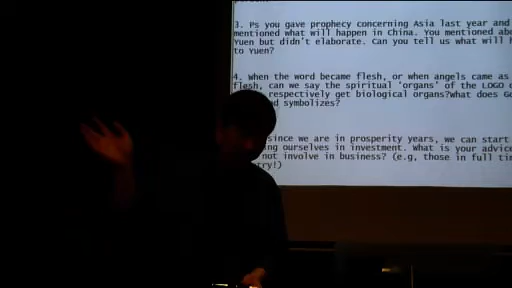 3. Ps you gave prophecy concerning Asia last year and
mentioned what will happen in China. You mentioned abo
Yuen but didn't elaborate. Can you tell us what will h
to Yuen?
4. When the word became flesh, or when angels came as
flesh, can we say the spiritual 'organs' of the LOGO
respectively get biological organs?What does G
nd symbolizes?
since we are in prosperity years, we can start
ng ourselves in investment. What is your advice
not involve in business? (e.g, those in full tim
rry!)